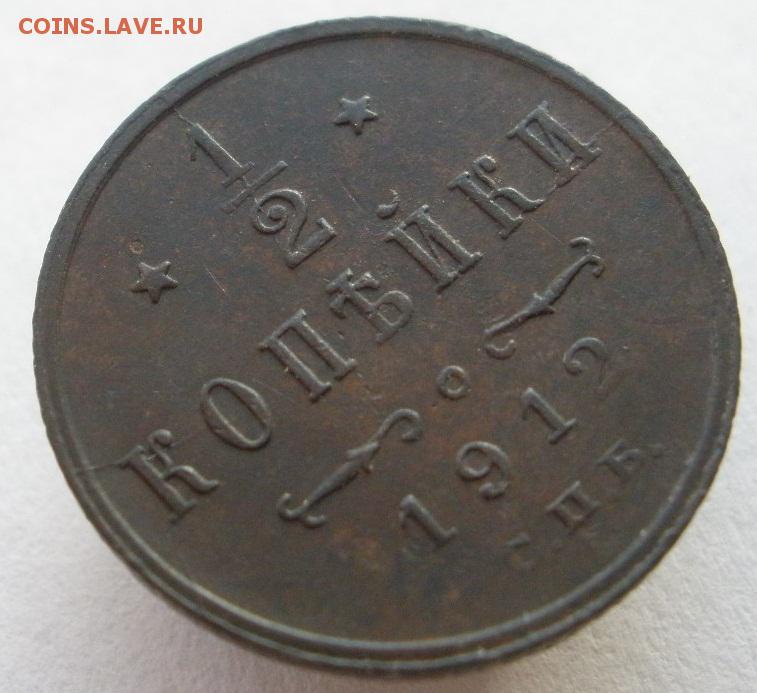 COINS.LAVE.RU
1/2
КОПѢЙКИ
1912
С.П.Б.